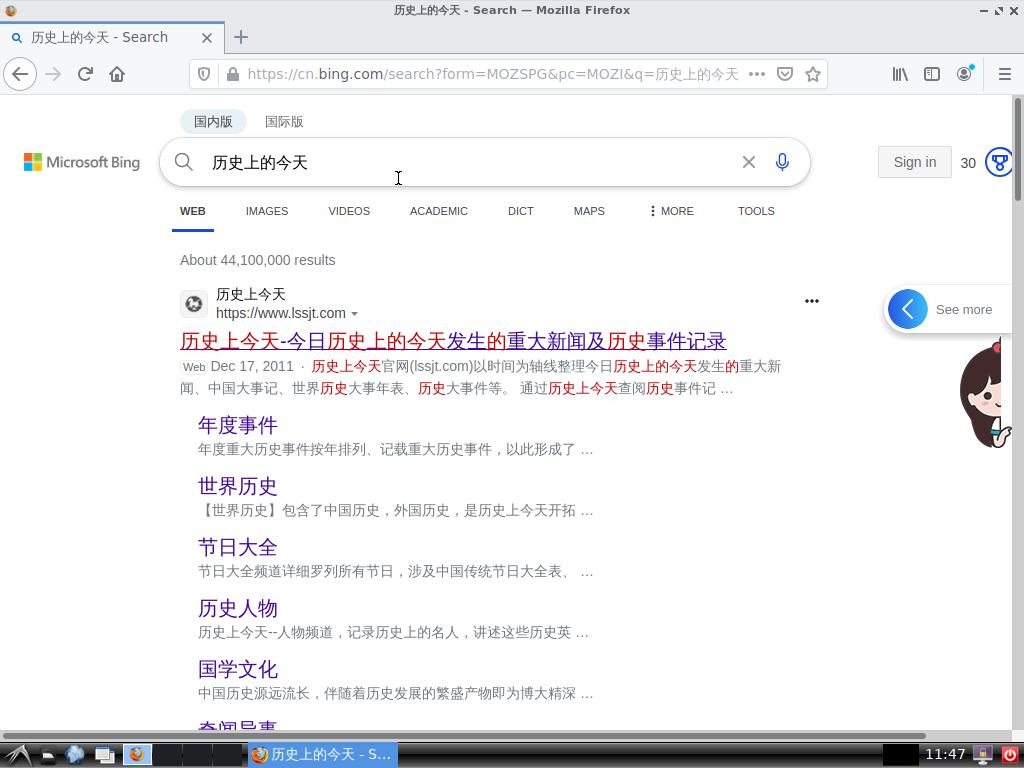 历史上的今天 - Search — Mozilla Firefox
历史上的今天 - Search
https://cn.bing.com/search?form=MOZSPG&pc=MOZI&q=历史上的今天
国内版 国际版
Microsoft Bing
历史上的今天
Sign in 30
WEB IMAGES VIDEOS ACADEMIC DICT MAPS MORE TOOLS
About 44,100,000 results
历史上今天
https://www.lssjt.com
See more
历史上今天-今日历史上的今天发生的重大新闻及历史事件记录
Web Dec 17, 2011 · 历史上今天官网(lssjt.com)以时间为轴线整理今日历史上的今天发生的重大新
闻、中国大事记、世界历史大事年表、历史大事件等。 通过历史上今天查阅历史事件记 …
年度事件
年度重大历史事件按年排列、记载重大历史事件，以此形成了 …
世界历史
【世界历史】包含了中国历史，外国历史，是历史上今天开拓 …
节日大全
节日大全频道详细罗列所有节日，涉及中国传统节日大全表、 …
历史人物
历史上今天--人物频道，记录历史上的名人，讲述这些历史英 …
国学文化
中国历史源远流长，伴随着历史发展的繁盛产物即为博大精深 …
奇闻异事
历史上的今天 - S...
11:47